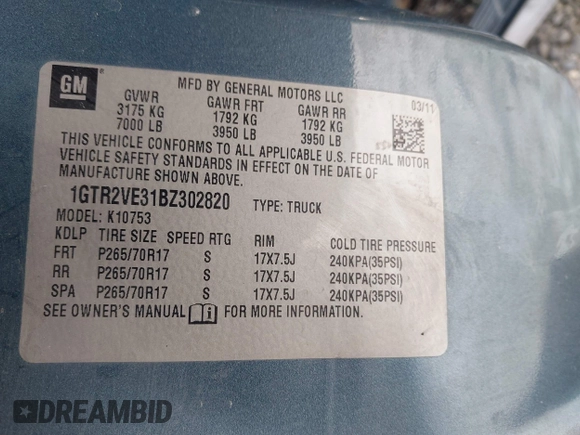 GM
®
MFD BY GENERAL MOTORS LLC
GVWR GAWR FRT GAWR RR 03/11
3175 KG 1792 KG 1792 KG
7000 LB 3950 LB 3950 LB
THIS VEHICLE CONFORMS TO ALL APPLICABLE U.S. FEDERAL MOTOR
VEHICLE SAFETY STANDARDS IN EFFECT ON THE DATE OF
MANUFACTURE SHOWN ABOVE.
1GTR2VE31BZ302820 TYPE: TRUCK
MODEL: K10753
KDLP TIRE SIZE SPEED RTG RIM COLD TIRE PRESSURE
FRT P265/70R17 S 17X7.5J 240KPA(35PSI)
RR P265/70R17 S 17X7.5J 240KPA(35PSI)
SPA P265/70R17 S 17X7.5J 240KPA(35PSI)
SEE OWNER'S MANUAL FOR MORE INFORMATION.
DREAMBID